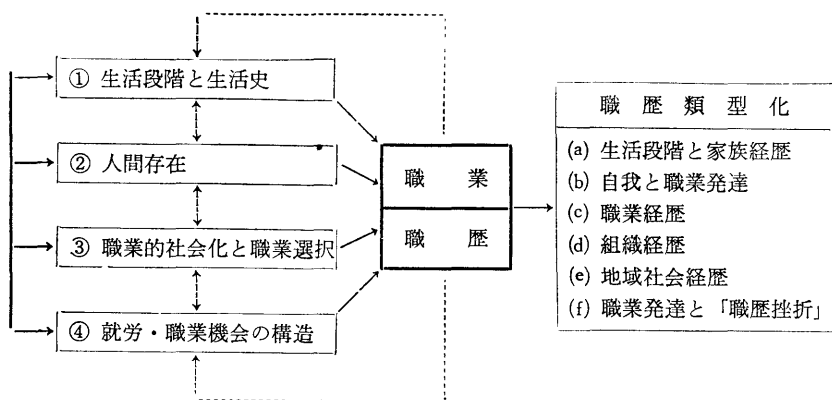 ① 生活段階と生活史
② 人間存在
③ 職業的社会化と職業選択
④ 就労・職業機会の構造
職業
職歴
職歴類型化
(a) 生活段階と家族経歴
(b) 自我と職業発達
(c) 職業経歴
(d) 組織経歴
(e) 地域社会経歴
(f) 職業発達と「職歴挫折」